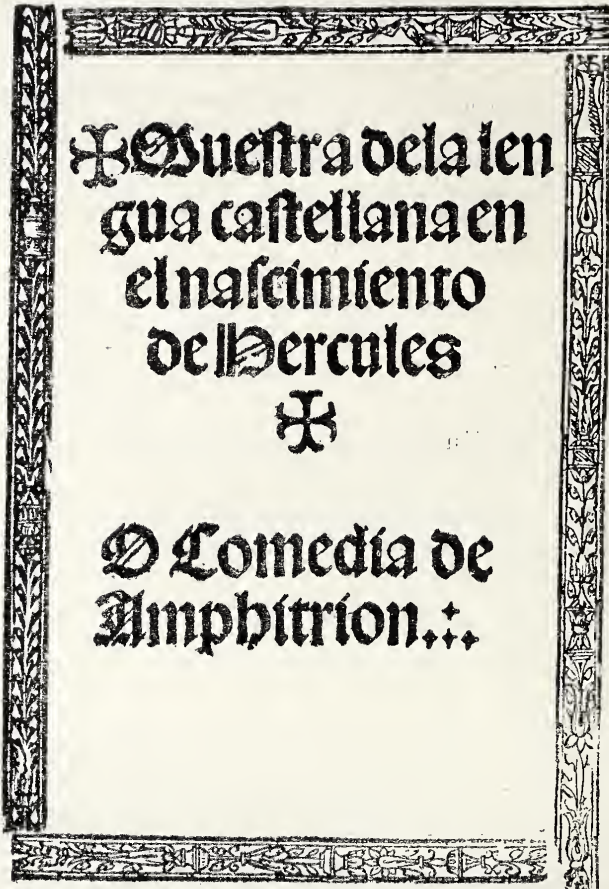 ✠Mueſtra dela len
gua caſtellana en
el naſcimiento
de Hercules
✠
O Comedia de
Amphitrion.:.